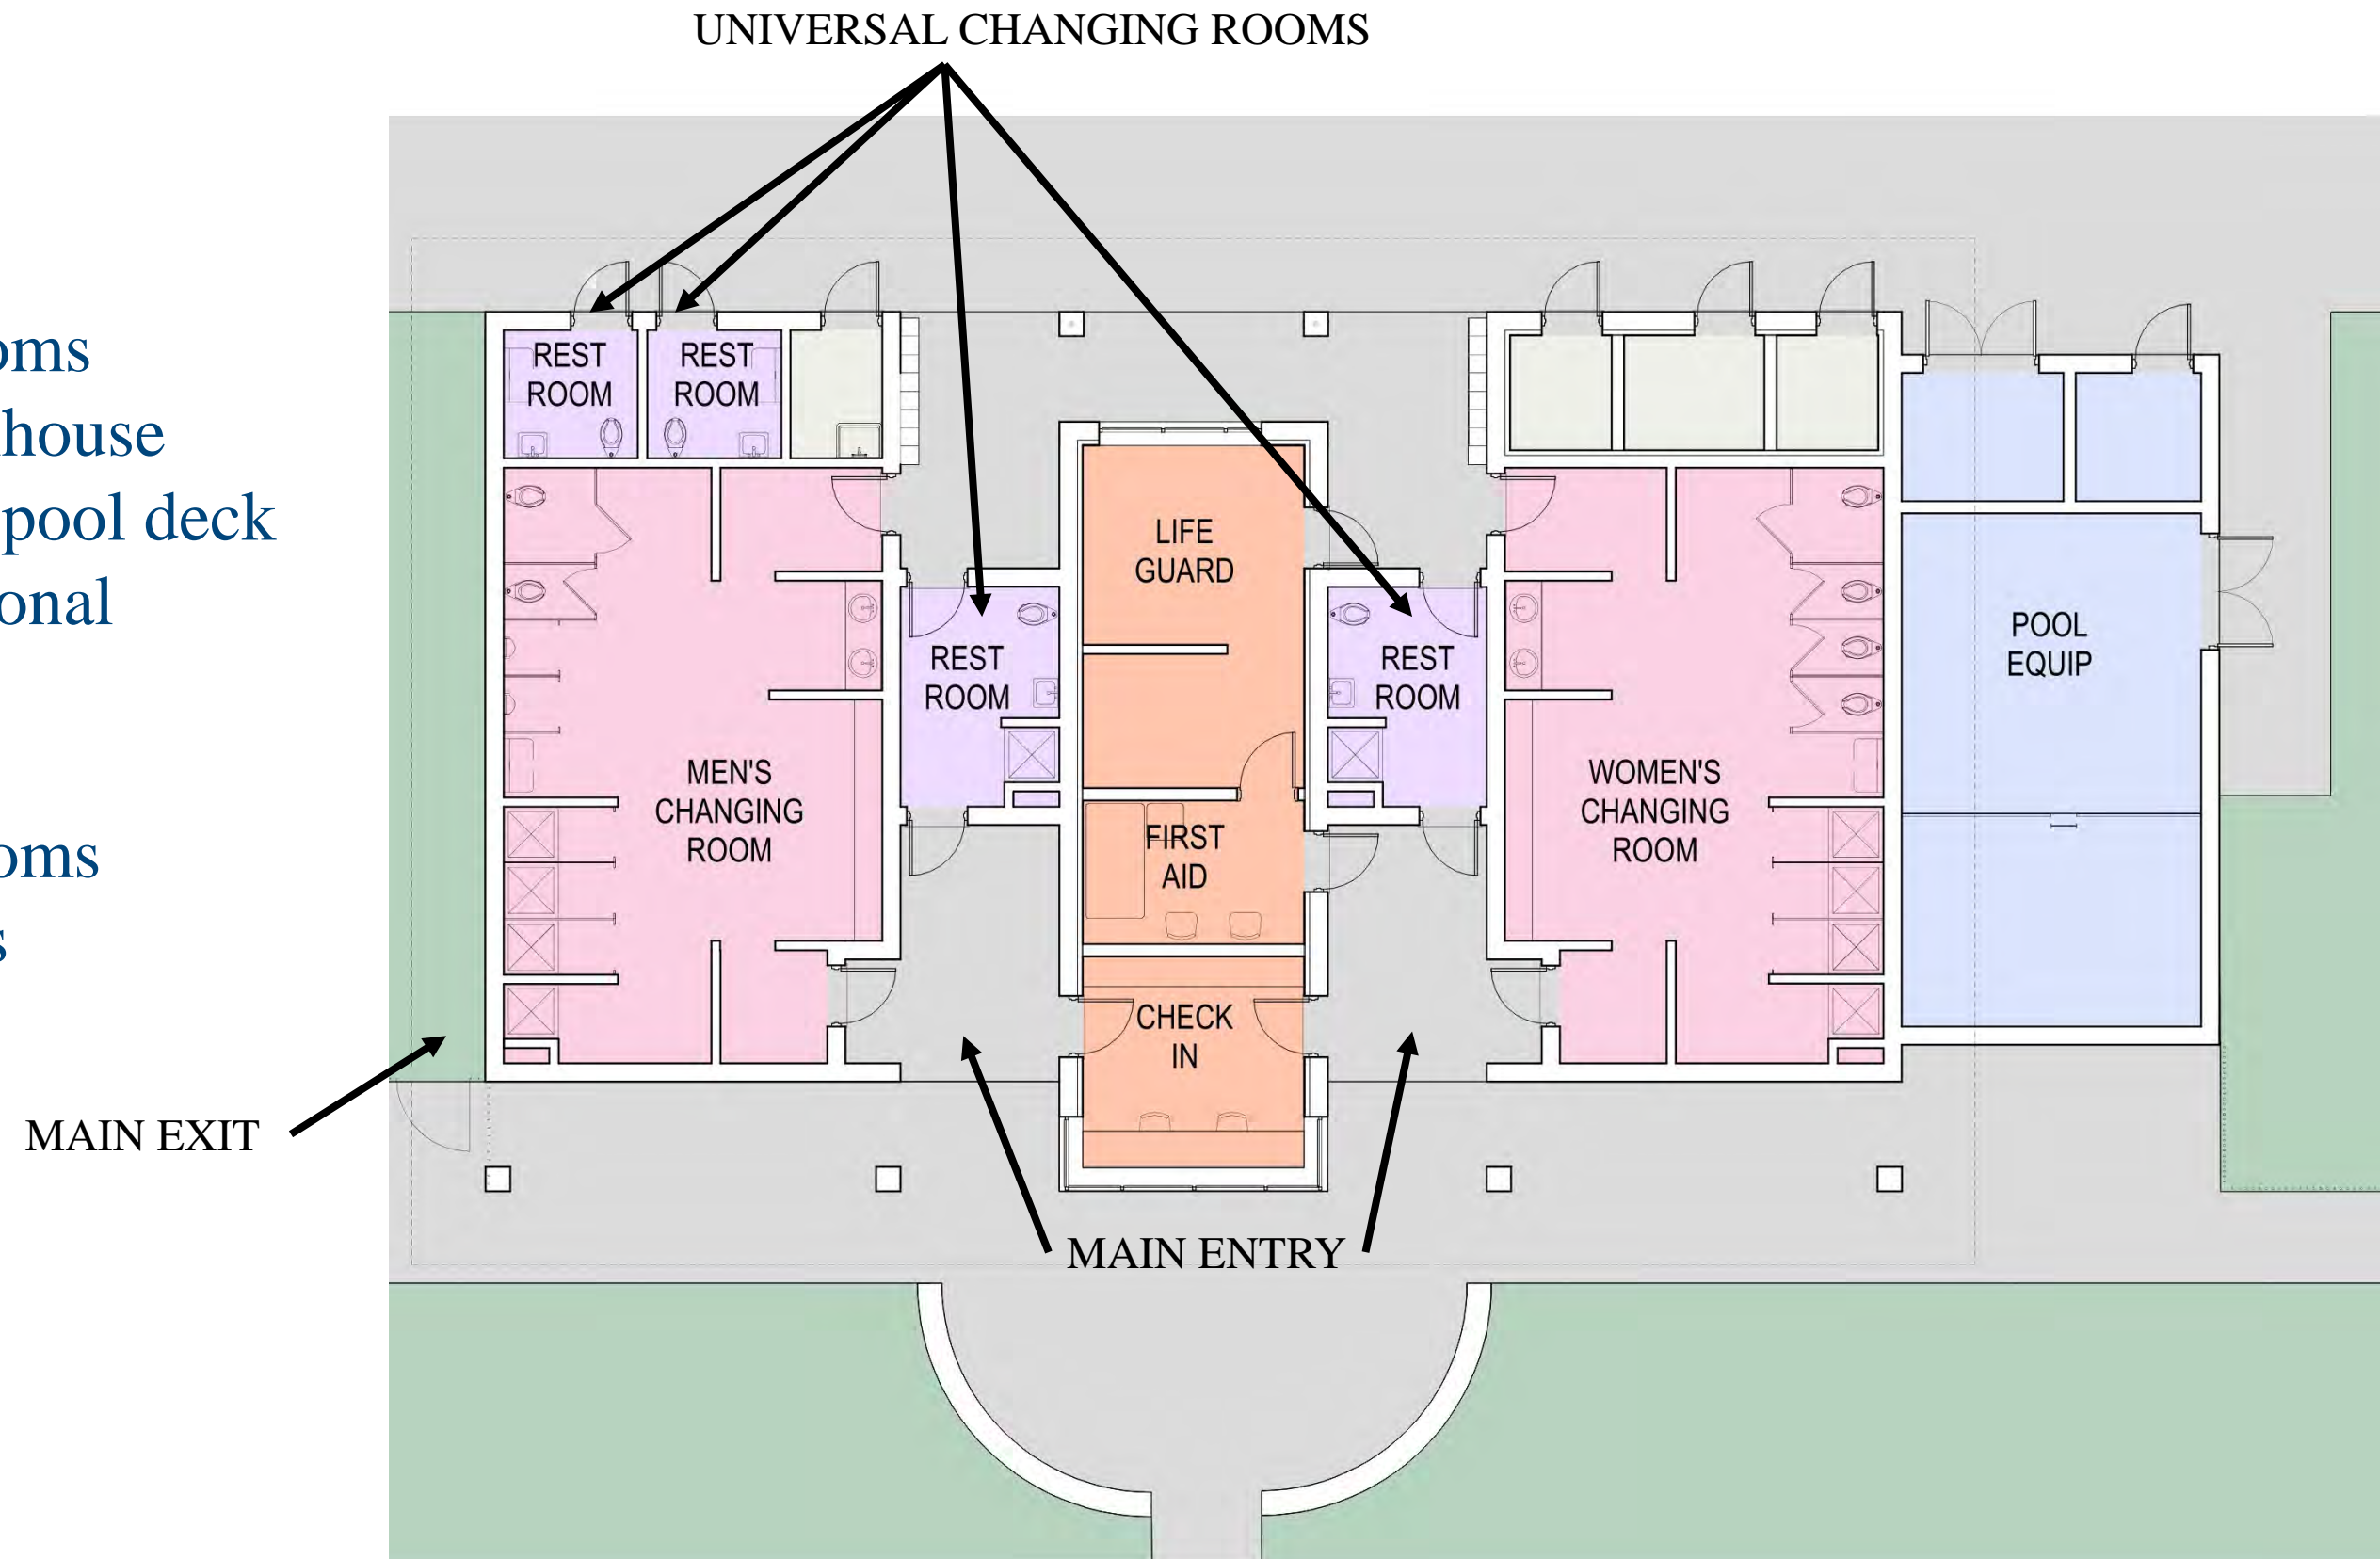 UNIVERSAL CHANGING ROOMS
oms
house
pool deck
onal
oms
s
REST
ROOM
REST
ROOM
LIFE
GUARD
REST
ROOM
REST
ROOM
POOL
EQUIP
MEN'S
CHANGING
ROOM
WOMEN'S
CHANGING
ROOM
FIRST
AID
CHECK
IN
MAIN EXIT
MAIN ENTRY